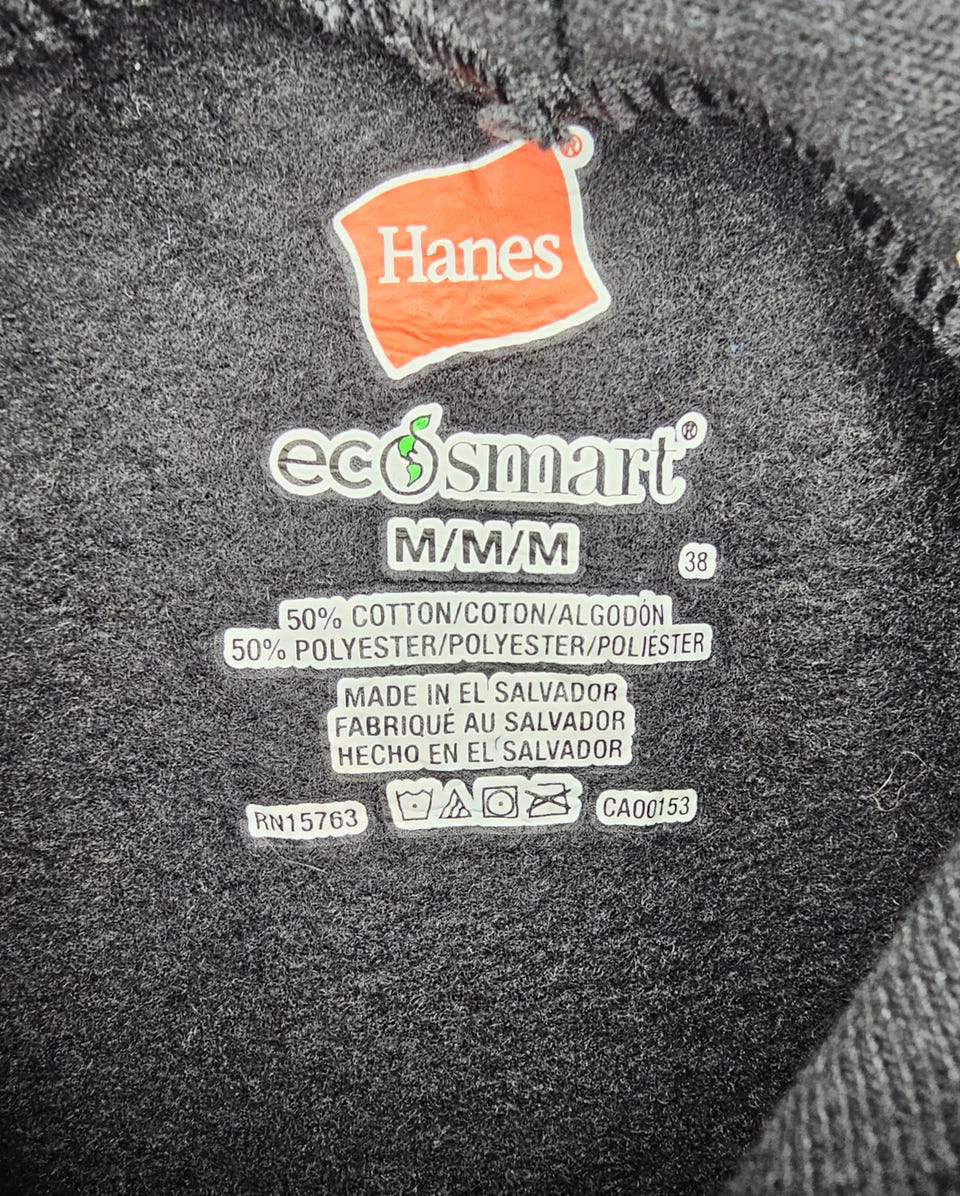 Hanes®
ecosmart®
M/M/M
38
50% COTTON/COTON/ALGODÓN
50% POLYESTER/POLYESTER/POLIÉSTER
MADE IN EL SALVADOR
FABRIQUÉ AU SALVADOR
HECHO EN EL SALVADOR
RN15763 CA00153